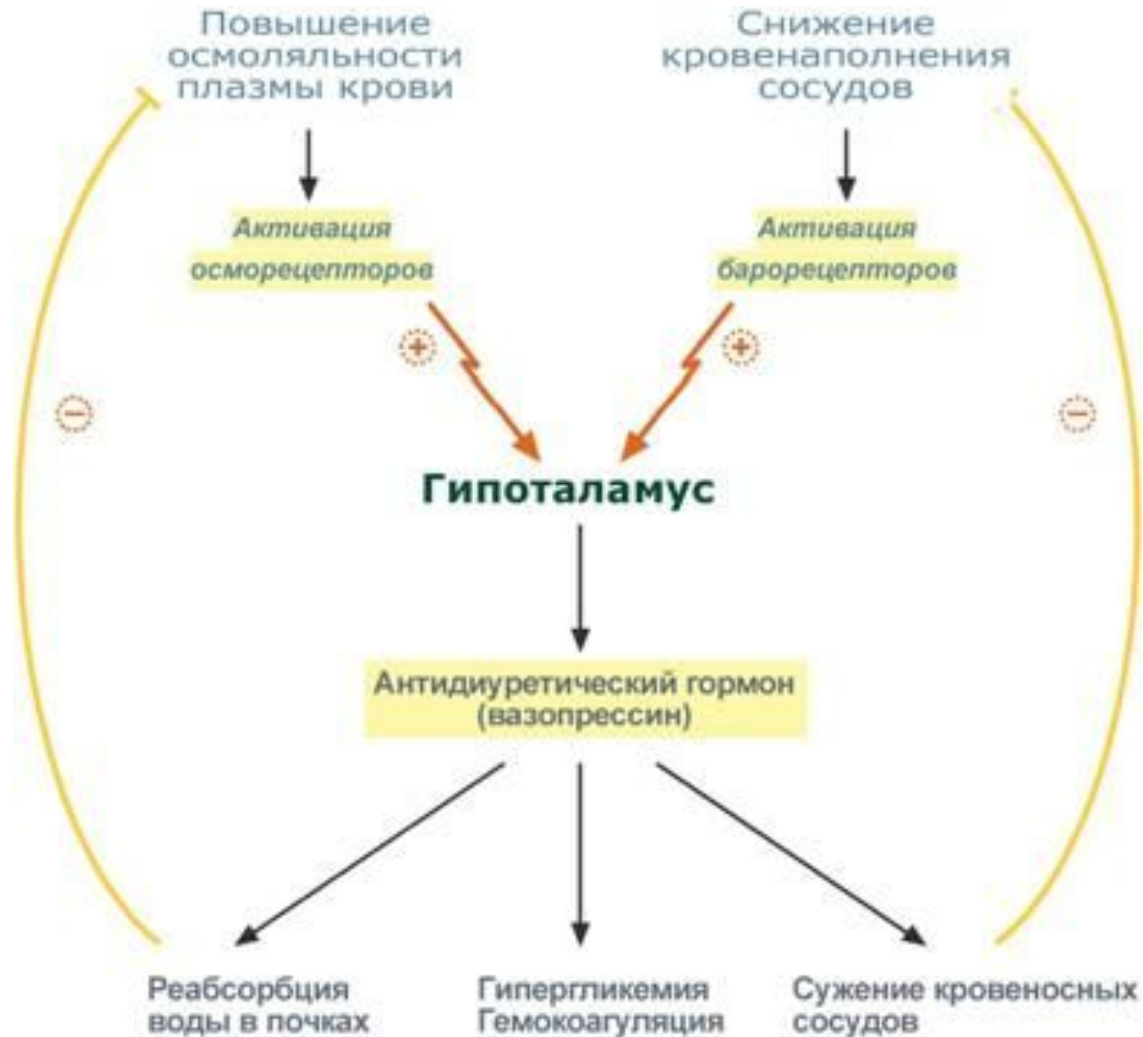 Повышение
осмоляльности
плазмы крови
Снижение
кровенаполнения
сосудов
Активация
осморецепторов
Активация
барорецепторов
+
+
−
−
Гипоталамус
Антидиуретический гормон
(вазопрессин)
Реабсорбция
воды в почках
Гипергликемия
Гемокоагуляция
Сужение кровеносных
сосудов